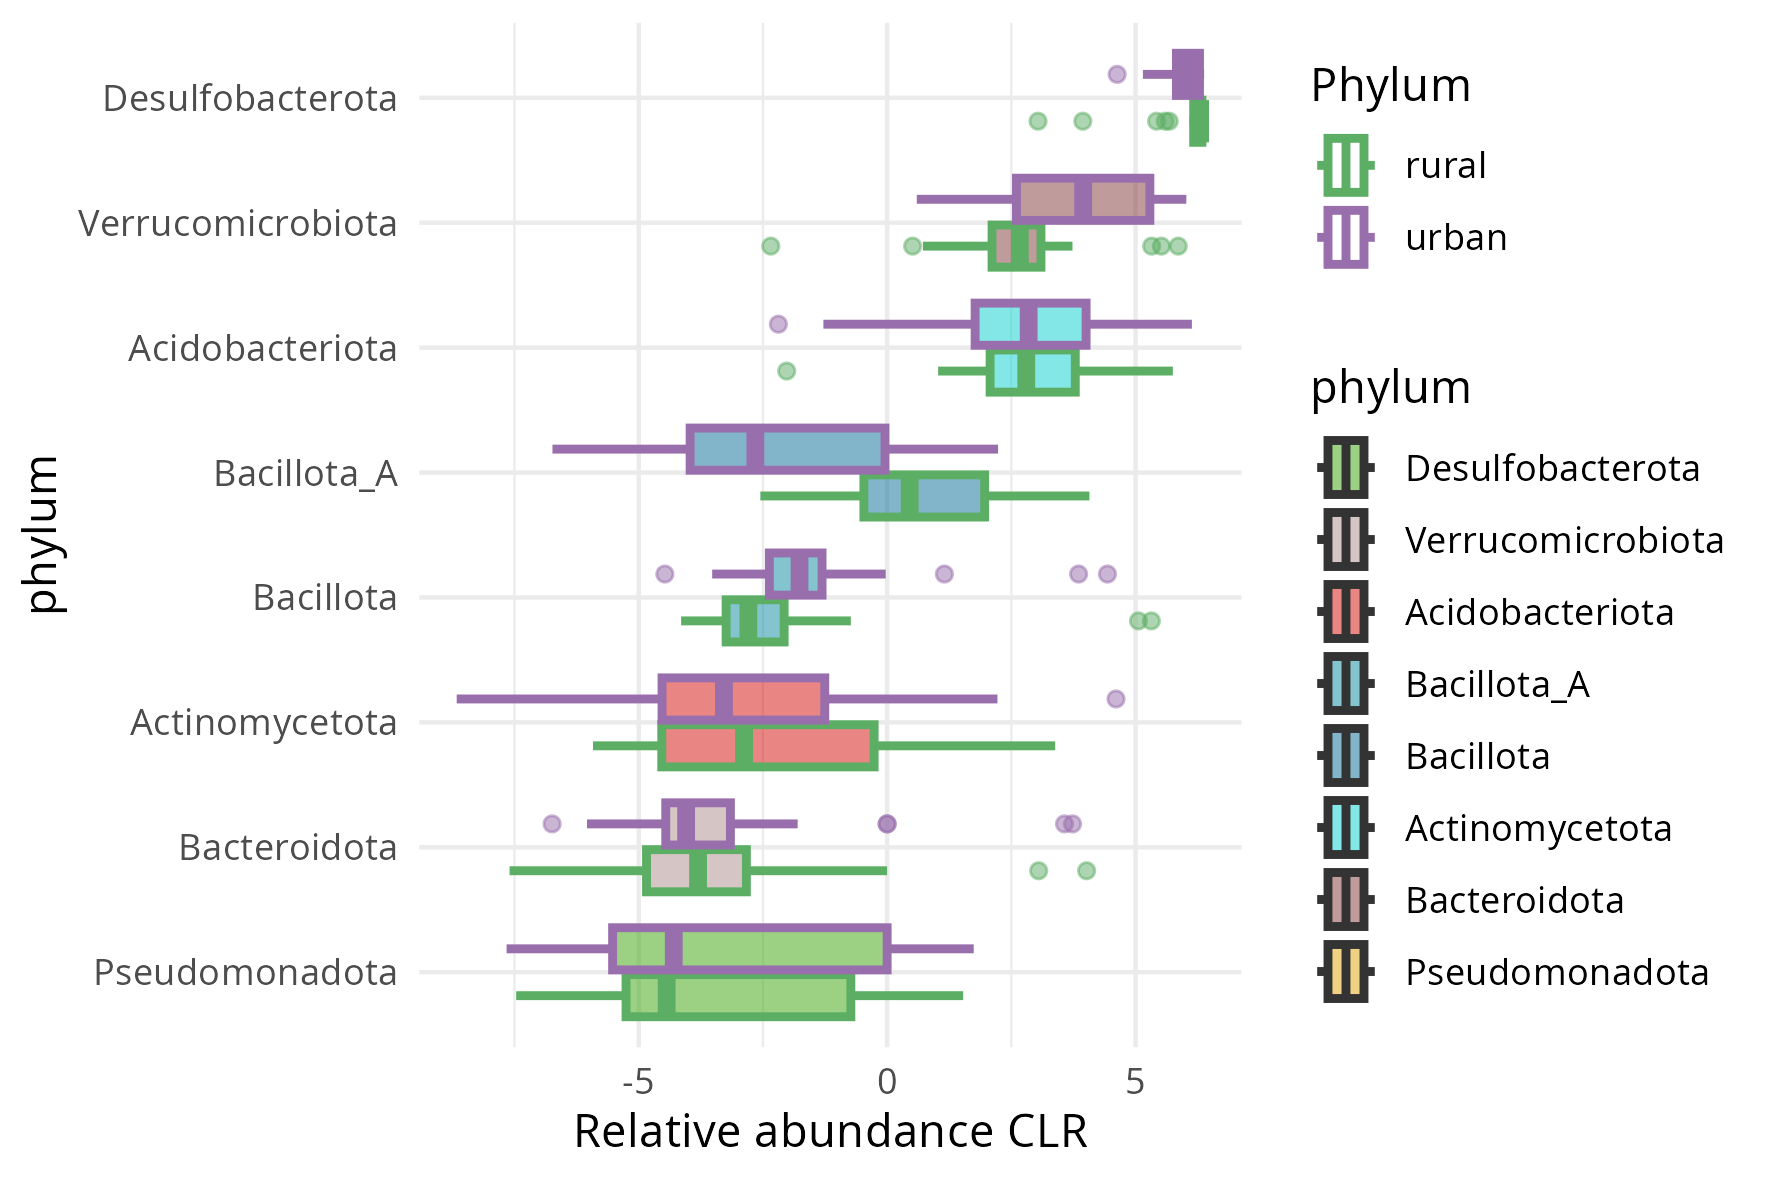 Desulfobacterota
Verrucomicrobiota
Acidobacteriota
Bacillota_A
Bacillota
Actinomycetota
Bacteroidota
Pseudomonadota
phylum
-5 0 5
Relative abundance CLR
Phylum
rural
urban
phylum
Desulfobacterota
Verrucomicrobiota
Acidobacteriota
Bacillota_A
Bacillota
Actinomycetota
Bacteroidota
Pseudomonadota